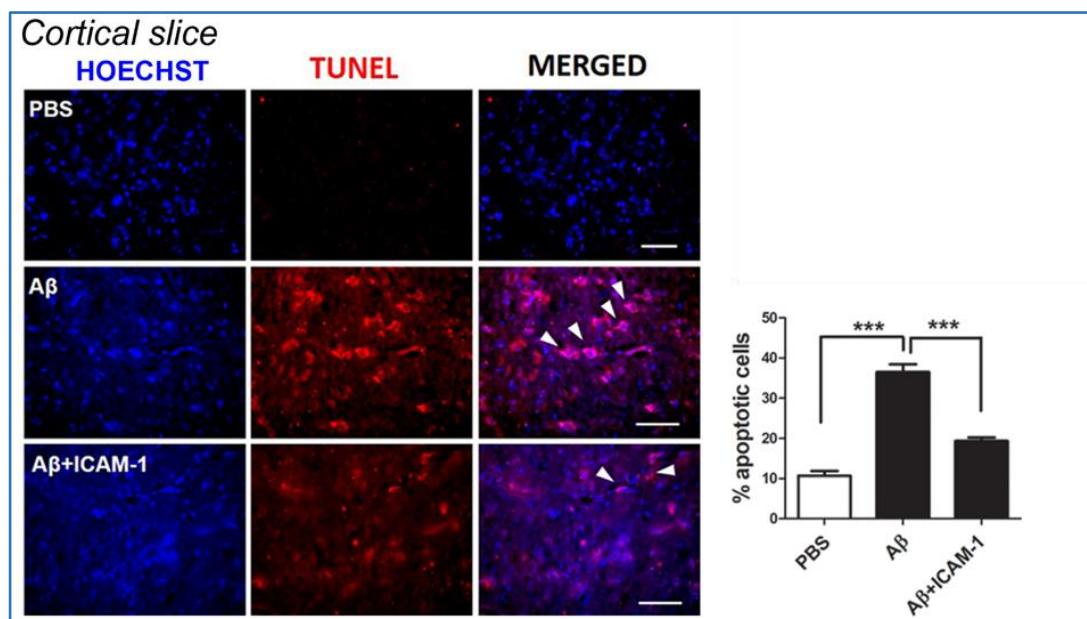 Cortical slice
HOECHST TUNEL MERGED
PBS
Aβ
Aβ+ICAM-1
*** ***
% apoptotic cells
50
40
30
20
10
0
PBS
Aβ
Aβ+ICAM-1